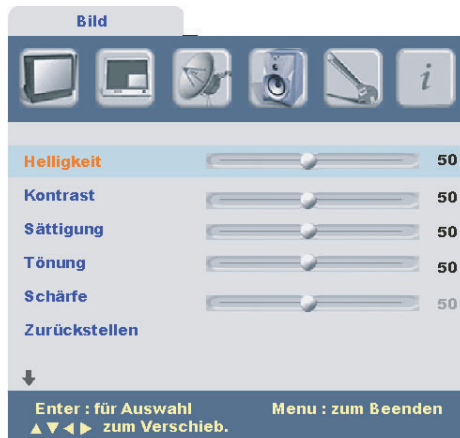 Bild
i
Helligkeit 50
Kontrast 50
Sättigung 50
Tönung 50
Schärfe 50
Zurückstellen
Enter : für Auswahl Menu : zum Beenden
▲▼◀▶ zum Verschieb.